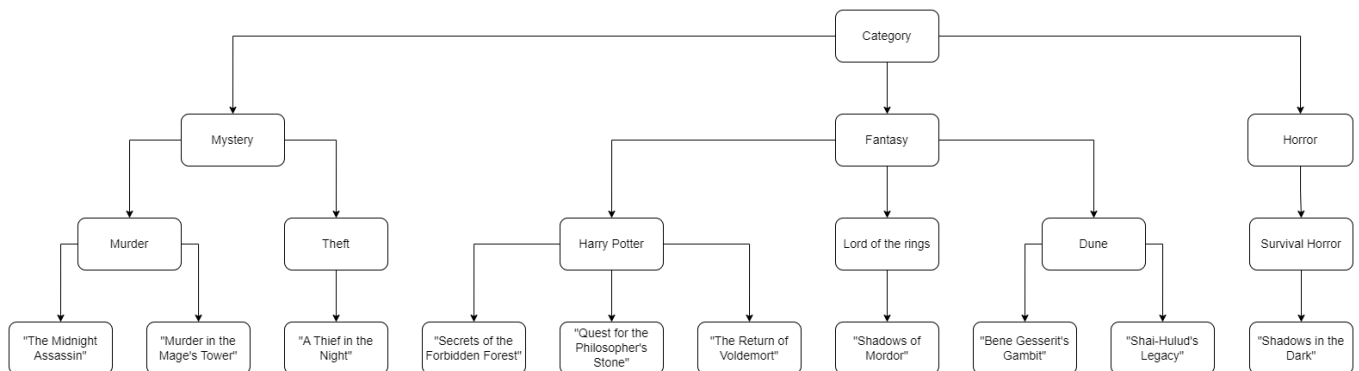 Category
Mystery
Fantasy
Horror
Murder
Theft
Harry Potter
Lord of the rings
Dune
Survival Horror
"The Midnight
Assassin"
"Murder in the
Mage's Tower"
"A Thief in the
Night"
"Secrets of the
Forbidden Forest"
"Quest for the
Philosopher's
Stone"
"The Return of
Voldemort"
"Shadows of
Mordor"
"Bene Gesserit's
Gambit"
"Shai-Hulud's
Legacy"
"Shadows in the
Dark"